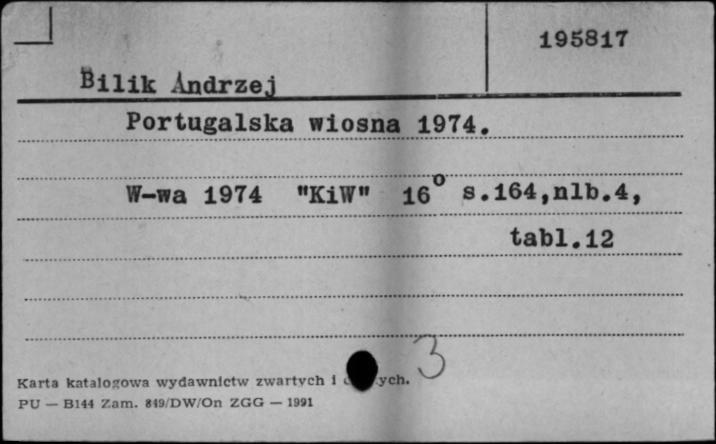 195817
Bilik Andrzej
Portugalska wiosna 1974.
W-wa 1974 "KiW" 16° s.164,nlb.4,
tabl.12
3
Karta katalogowa wydawnictw zwartych i
PU — B144 Zam. 849/DW/On ZGG — 1991